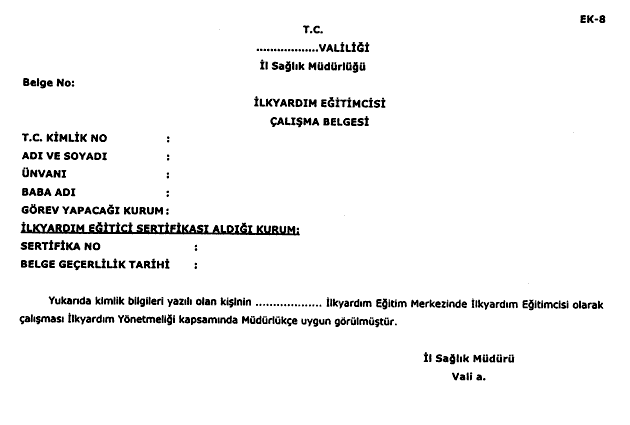 EK-8
T.C.
..................VALİLİĞİ
İl Sağlık Müdürlüğü
Belge No:
İLKYARDIM EĞİTİMCİSİ
ÇALIŞMA BELGESİ
T.C. KİMLİK NO :
ADI VE SOYADI :
ÜNVANI :
BABA ADI :
GÖREV YAPACAĞI KURUM :
İLKYARDIM EĞİTİCİ SERTİFİKASI ALDIĞI KURUM:
SERTİFİKA NO :
BELGE GEÇERLİLİK TARİHİ :
Yukarıda kimlik bilgileri yazılı olan kişinin ................... İlkyardım Eğitim Merkezinde İlkyardım Eğitimcisi olarak
çalışması İlkyardım Yönetmeliği kapsamında Müdürlükçe uygun görülmüştür.
İl Sağlık Müdürü
Vali a.